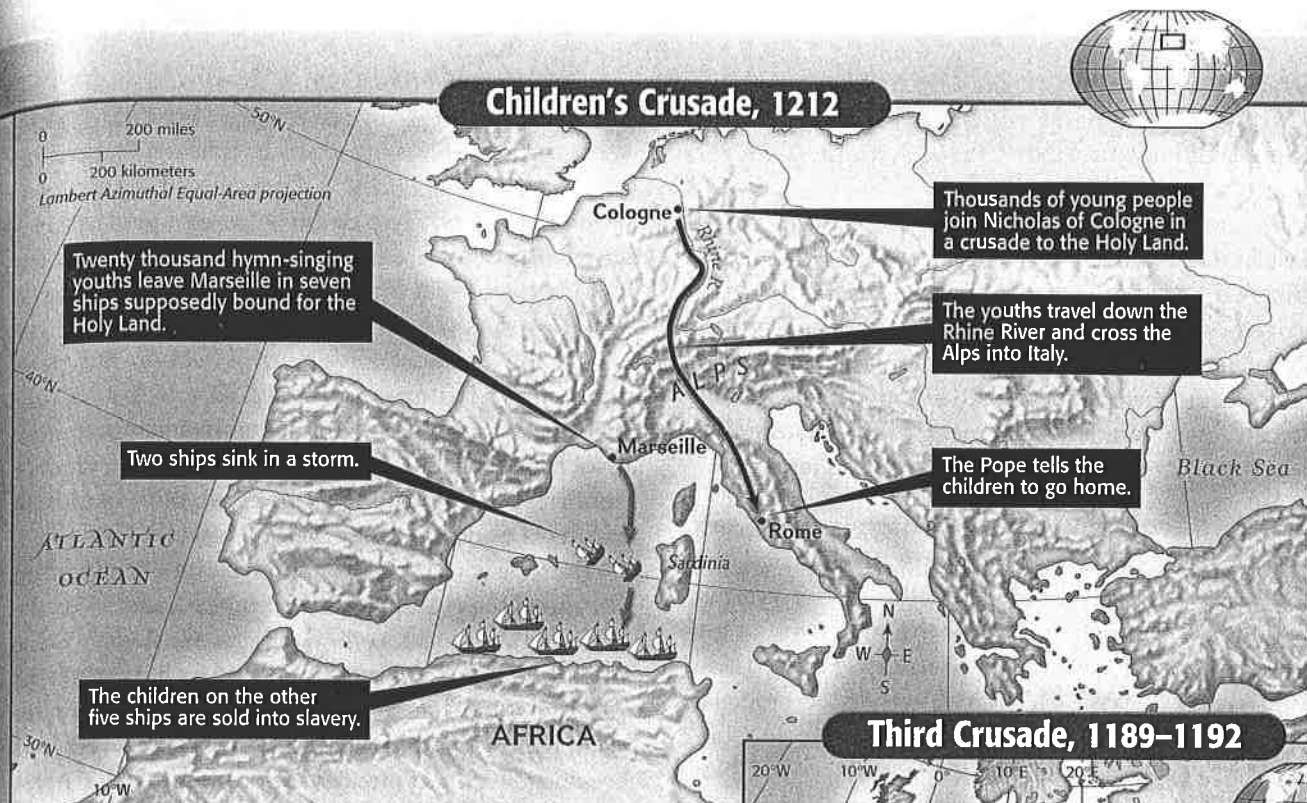 Children's Crusade, 1212
0
200 miles
0
200 kilometers
Lambert Azimuthal Equal-Area projection
50°N
Cologne
Rhine R.
Thousands of young people
join Nicholas of Cologne in
a crusade to the Holy Land.
Twenty thousand hymn-singing
youths leave Marseille in seven
ships supposedly bound for the
Holy Land.
The youths travel down the
Rhine River and cross the
Alps into Italy.
ALPS
40°N
Marseille
Two ships sink in a storm.
The Pope tells the
children to go home.
Black Sea
Rome
ATLANTIC
OCEAN
Sardinia
N
W E
S
The children on the other
five ships are sold into slavery.
AFRICA
30°N
10°W
Third Crusade, 1189–1192
20°W
10°W
0°
10°E
20°E